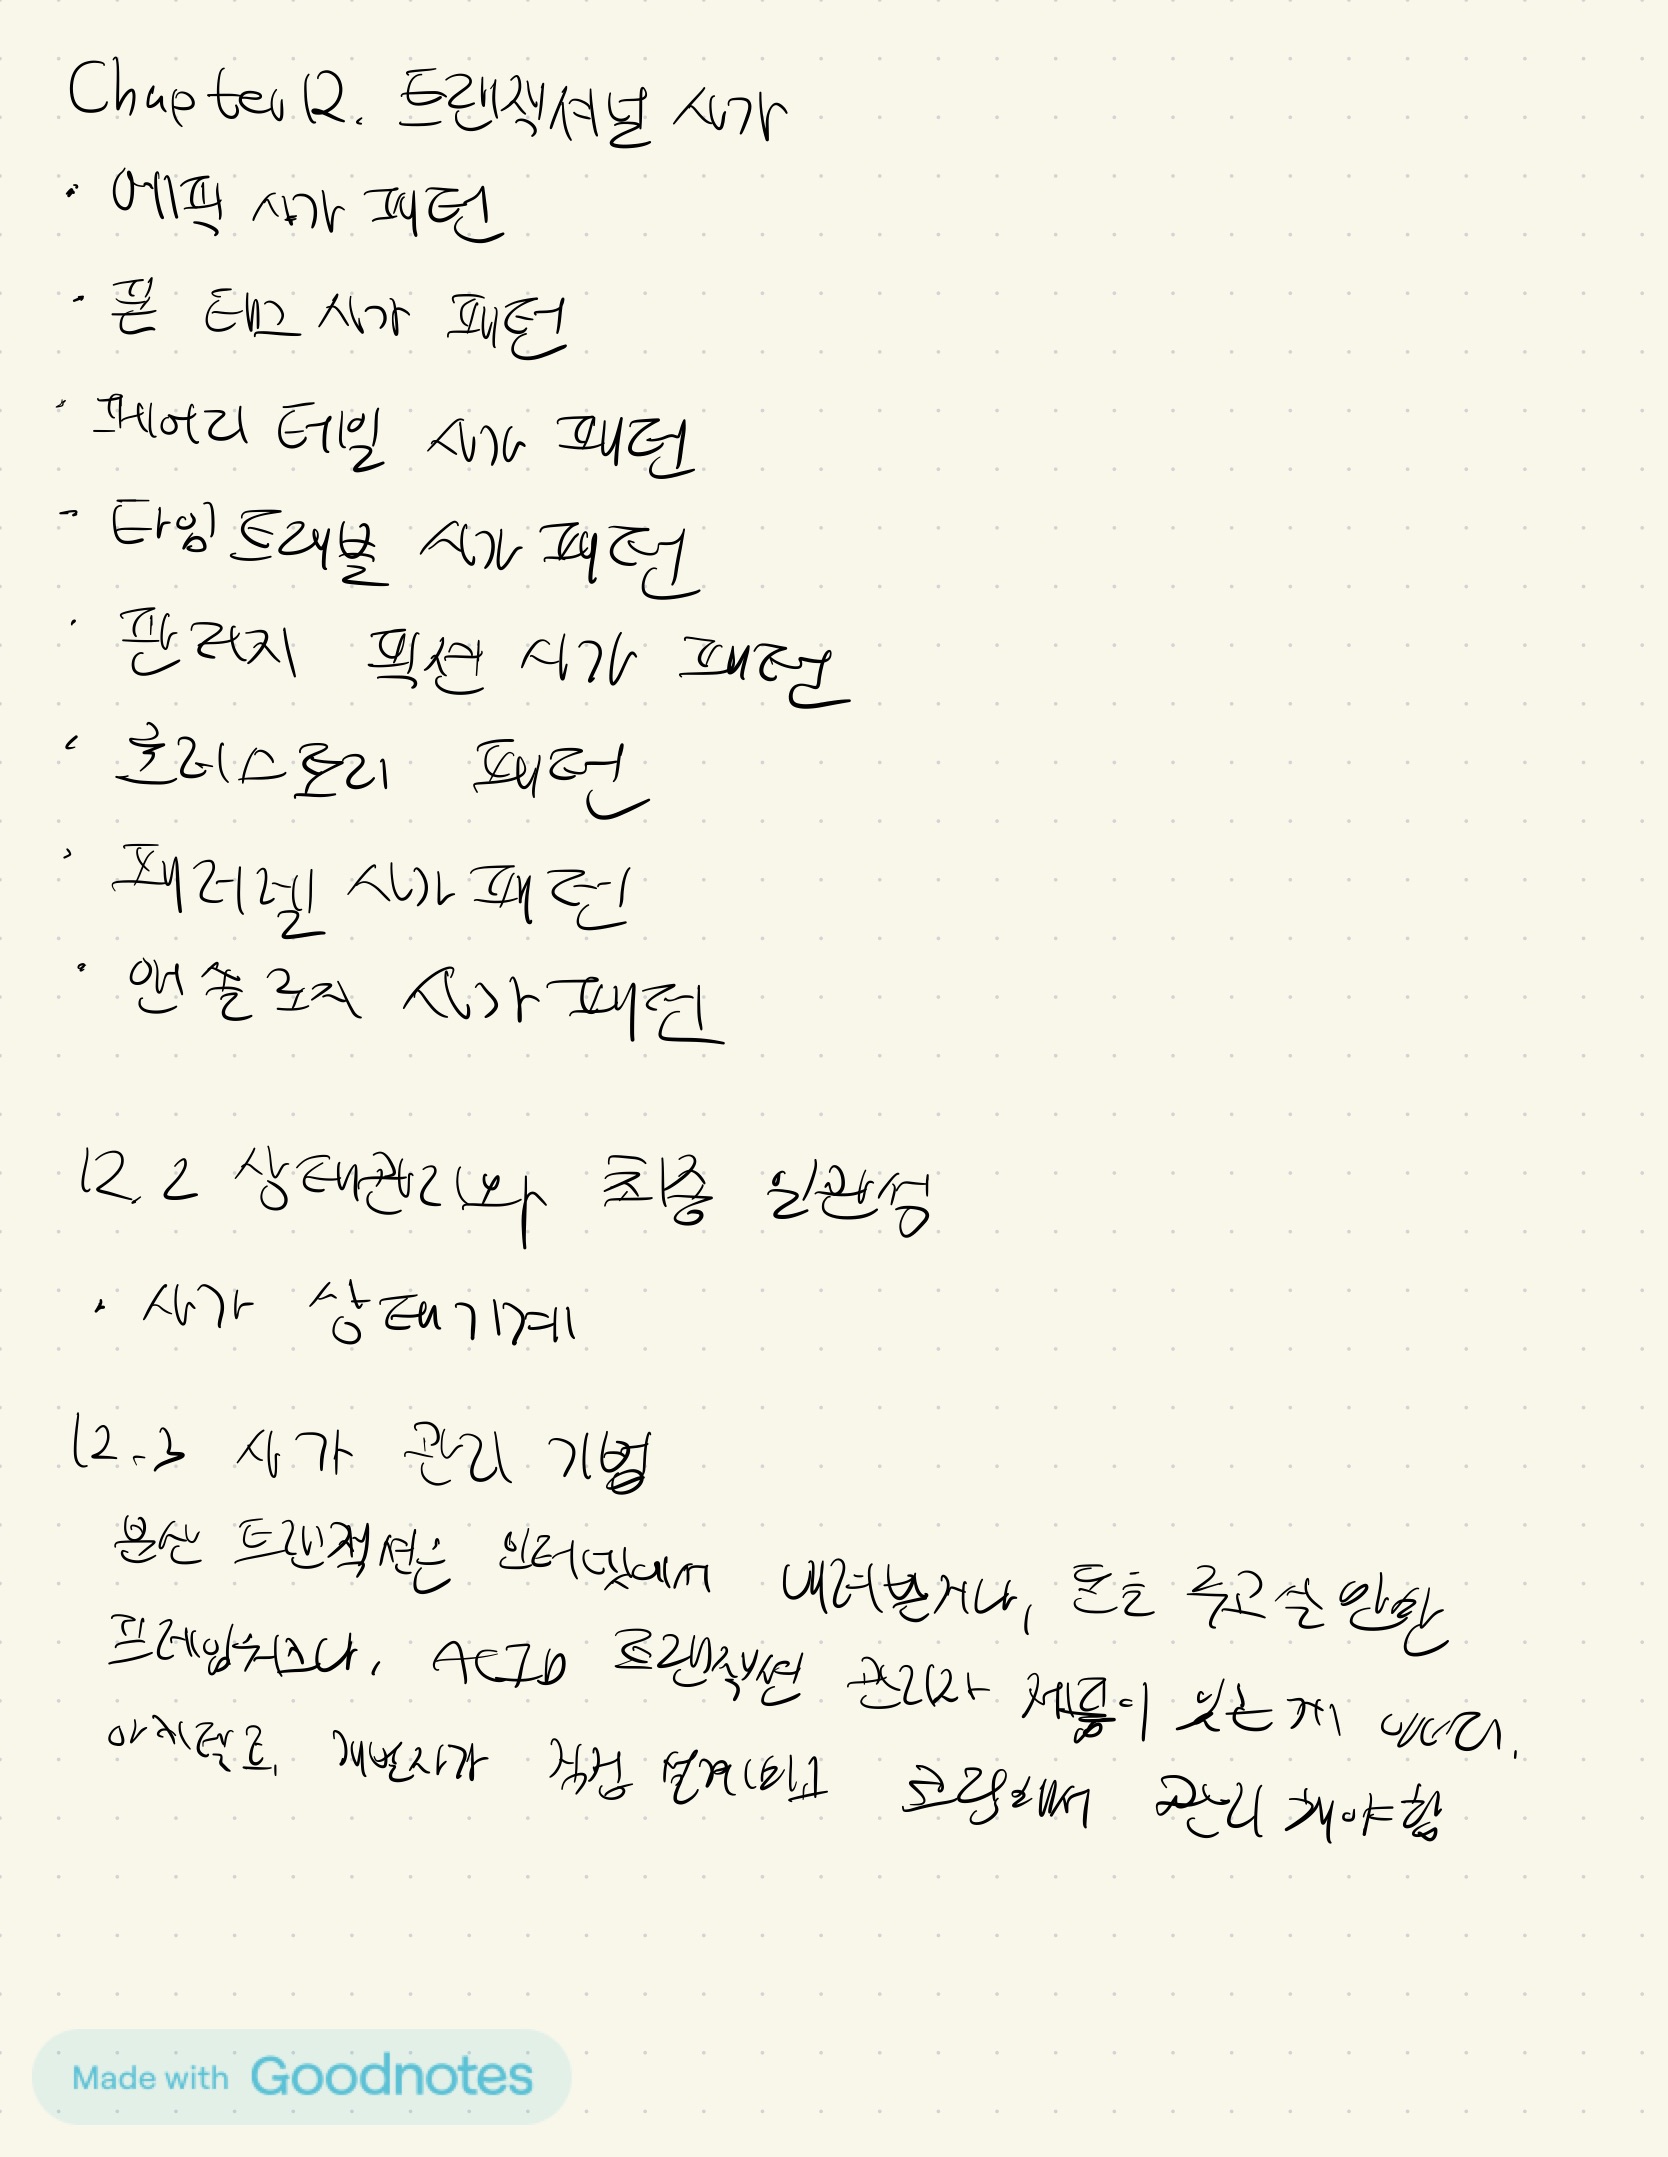 Chapter 12. 트랜잭셔널 사가
· 에픽 사가 패턴
· 폰 태그 사가 패턴
· 페어리 테일 사가 패턴
- 타임 트래블 사가 패턴
· 판타지 픽션 사가 패턴
· 호러스토리 패턴
· 패러렐 사가 패턴
· 앤솔로지 사가 패턴
12.2 상태관리와 최종 일관성
· 사가 상태기계
12.3 사가 관리 기법
분산 트랜잭션은 인터넷에서 내려받거나, 돈을 주고 살 만한
프레임워크나, ACID 트랜잭션 관리자 제품이 있는게 아니다.
아키텍트, 개발자가 직접 설계하고 코딩해서 관리해야함
Made with Goodnotes